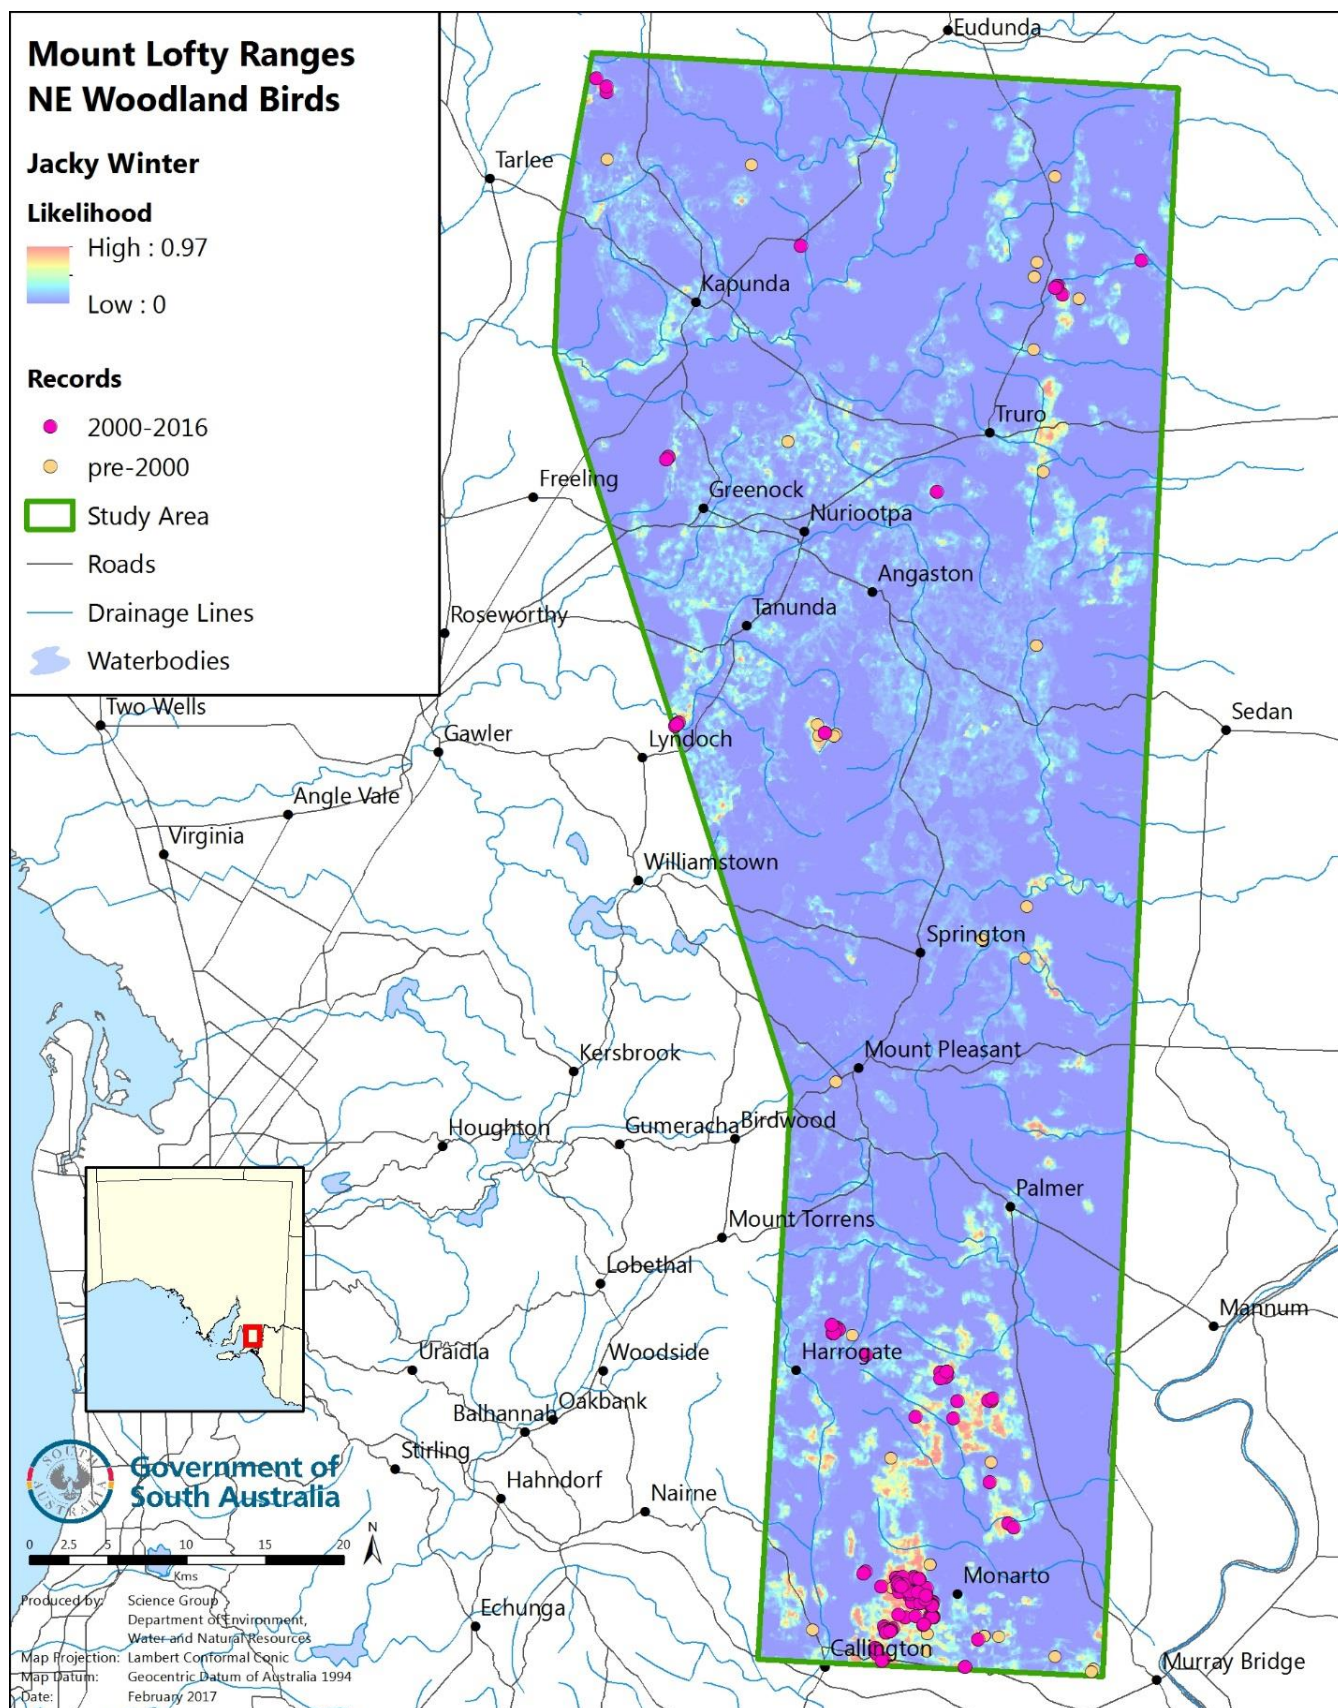 Mount Lofty Ranges
NE Woodland Birds
Jacky Winter
Likelihood
High : 0.97
Low : 0
Records
2000-2016
pre-2000
Study Area
Roads
Drainage Lines
Waterbodies
Eudunda
Tarlee
Kapunda
Truro
Freeling
Greenock
Nuriootpa
Angaston
Roseworthy
Tanunda
Two Wells
Sedan
Gawler
Lyndoch
Angle Vale
Virginia
Williamstown
Springton
Kersbrook
Mount Pleasant
Houghton
Gumeracha
Birdwood
Palmer
Mount Torrens
Lobethal
Mannum
Uraidla
Woodside
Harrogate
Oakbank
Balhannah
Stirling
Hahndorf
Nairne
Monarto
Echunga
Callington
Murray Bridge
SOUTH
AUSTRALIA
Government of
South Australia
N
0 2.5 5 10 15 20
Kms
Produced by: Science Group
Department of Environment,
Water and Natural Resources
Map Projection: Lambert Conformal Conic
Map Datum: Geocentric Datum of Australia 1994
Date: February 2017